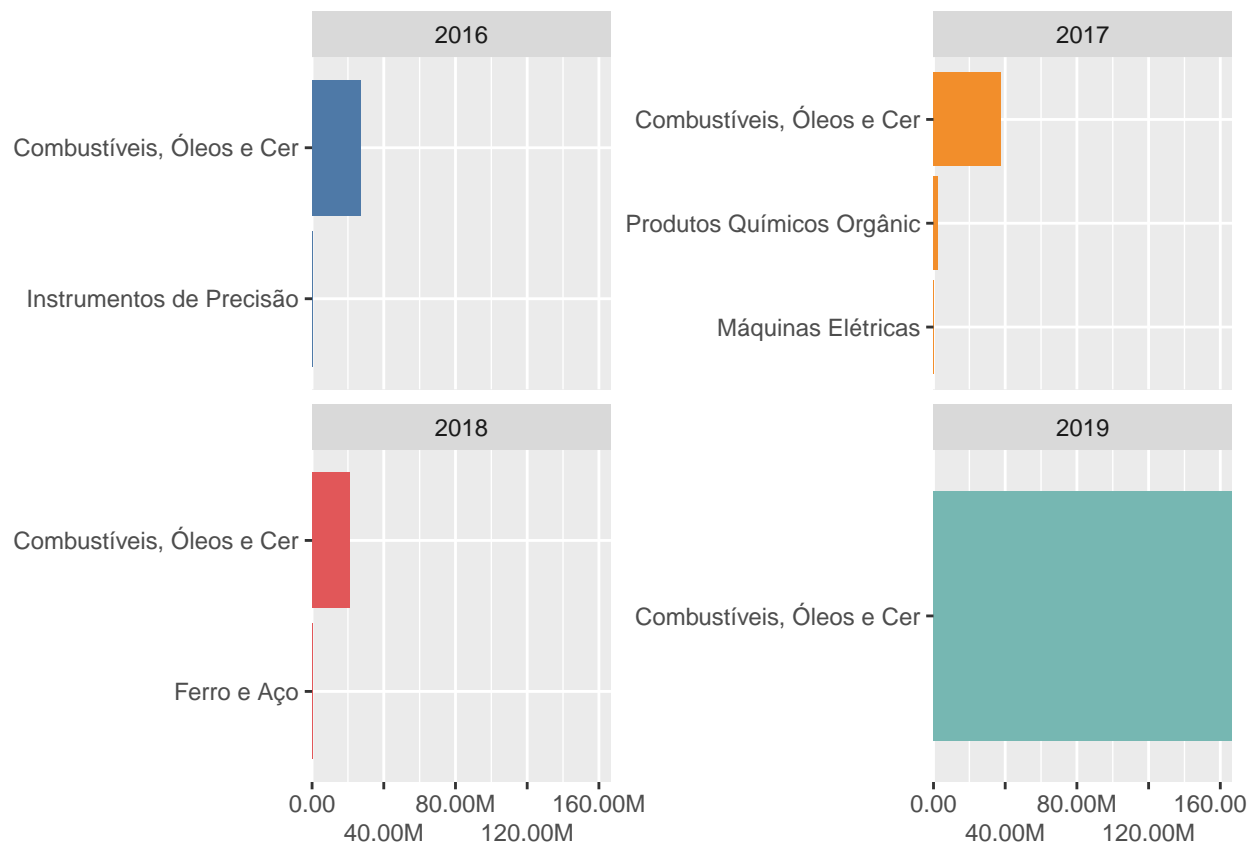 2016
2017
Combustíveis, Óleos e Cer
Instrumentos de Precisão
Combustíveis, Óleos e Cer
Produtos Químicos Orgânic
Máquinas Elétricas
2018
2019
Combustíveis, Óleos e Cer
Ferro e Aço
Combustíveis, Óleos e Cer
0.00 80.00M 160.00M
40.00M 120.00M
0.00 80.00M 160.00
40.00M 120.00M